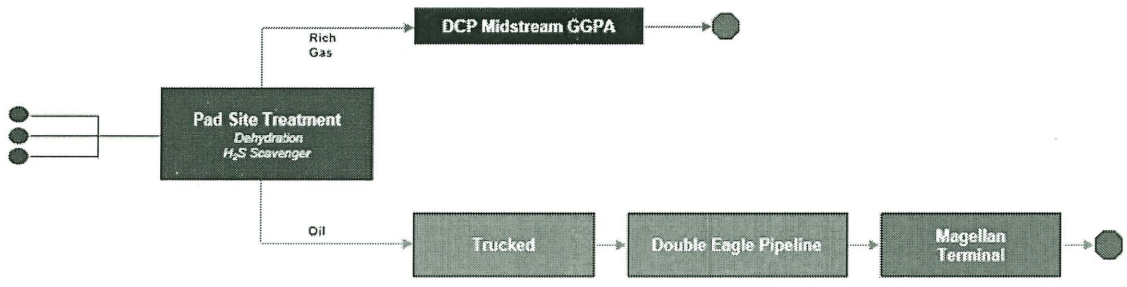 DCP Midstream GGPA
Rich
Gas
Pad Site Treatment
Dehydration
H₂S Scavenger
Oil
Trucked
Double Eagle Pipeline
Magellan
Terminal